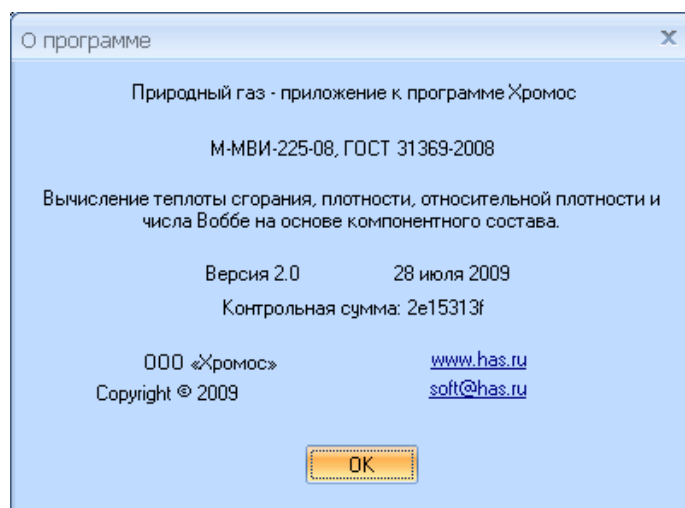 О программе
Природный газ - приложение к программе Хромос
М-МВИ-225-08, ГОСТ 31369-2008
Вычисление теплоты сгорания, плотности, относительной плотности и
числа Воббе на основе компонентного состава.
Версия 2.0 28 июля 2009
Контрольная сумма: 2e15313f
ООО «Хромос» www.has.ru
Copyright © 2009 soft@has.ru
OK